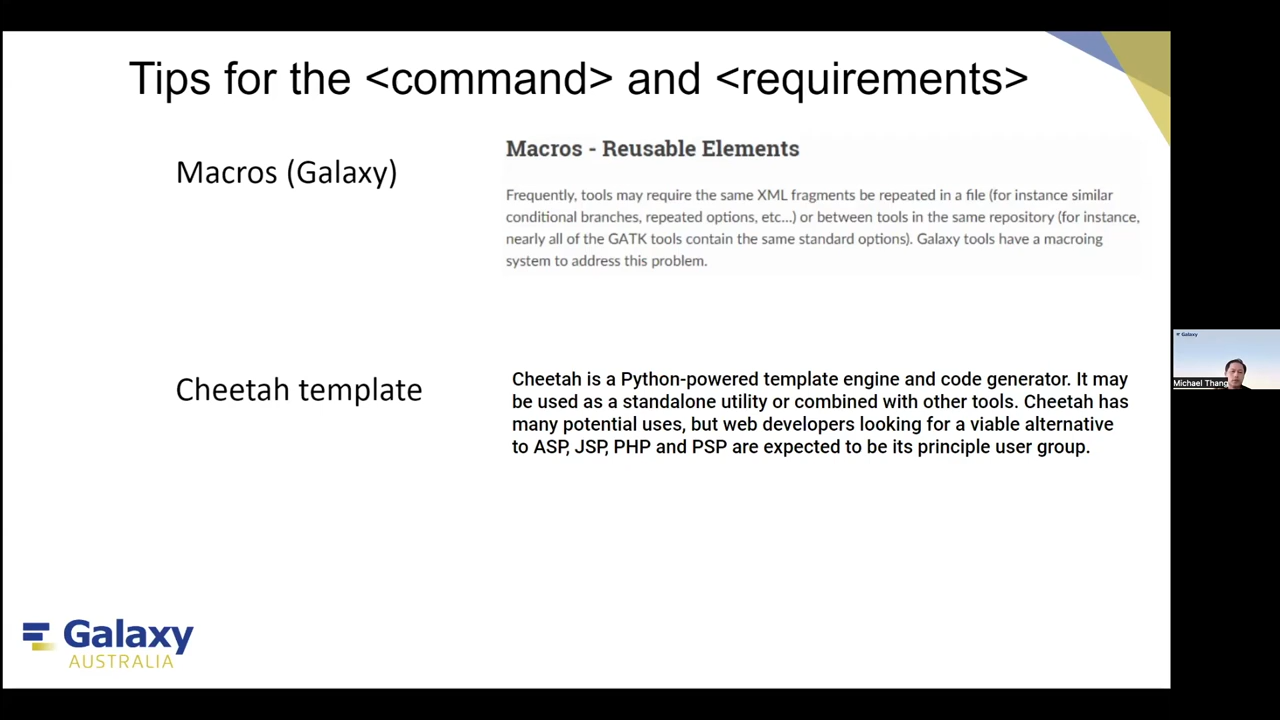 Tips for the <command> and <requirements>
Macros (Galaxy)
Macros - Reusable Elements
Frequently, tools may require the same XML fragments be repeated in a file (for instance similar
conditional branches, repeated options, etc...) or between tools in the same repository (for instance,
nearly all of the GATK tools contain the same standard options). Galaxy tools have a macroing
system to address this problem.
Cheetah template
Cheetah is a Python-powered template engine and code generator. It may
be used as a standalone utility or combined with other tools. Cheetah has
many potential uses, but web developers looking for a viable alternative
to ASP, JSP, PHP and PSP are expected to be its principle user group.
Galaxy
Michael Thang
Galaxy
AUSTRALIA